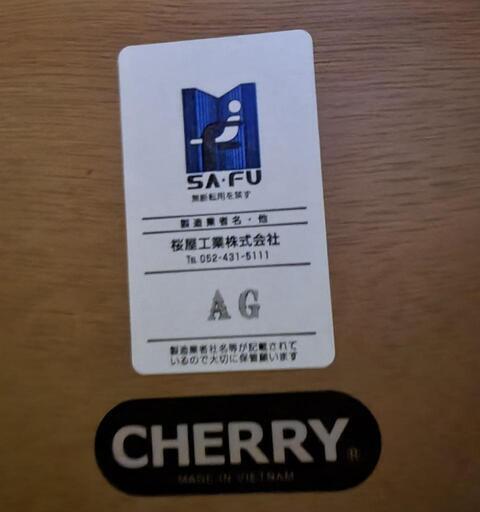 SA・FU
無断転用を禁ず
製造業者名・他
桜屋工業株式会社
TEL 052-431-5111
AG
製造業者社名等が記載されて
いるので大切に保管願います
CHERRY®
MADE IN VIETNAM